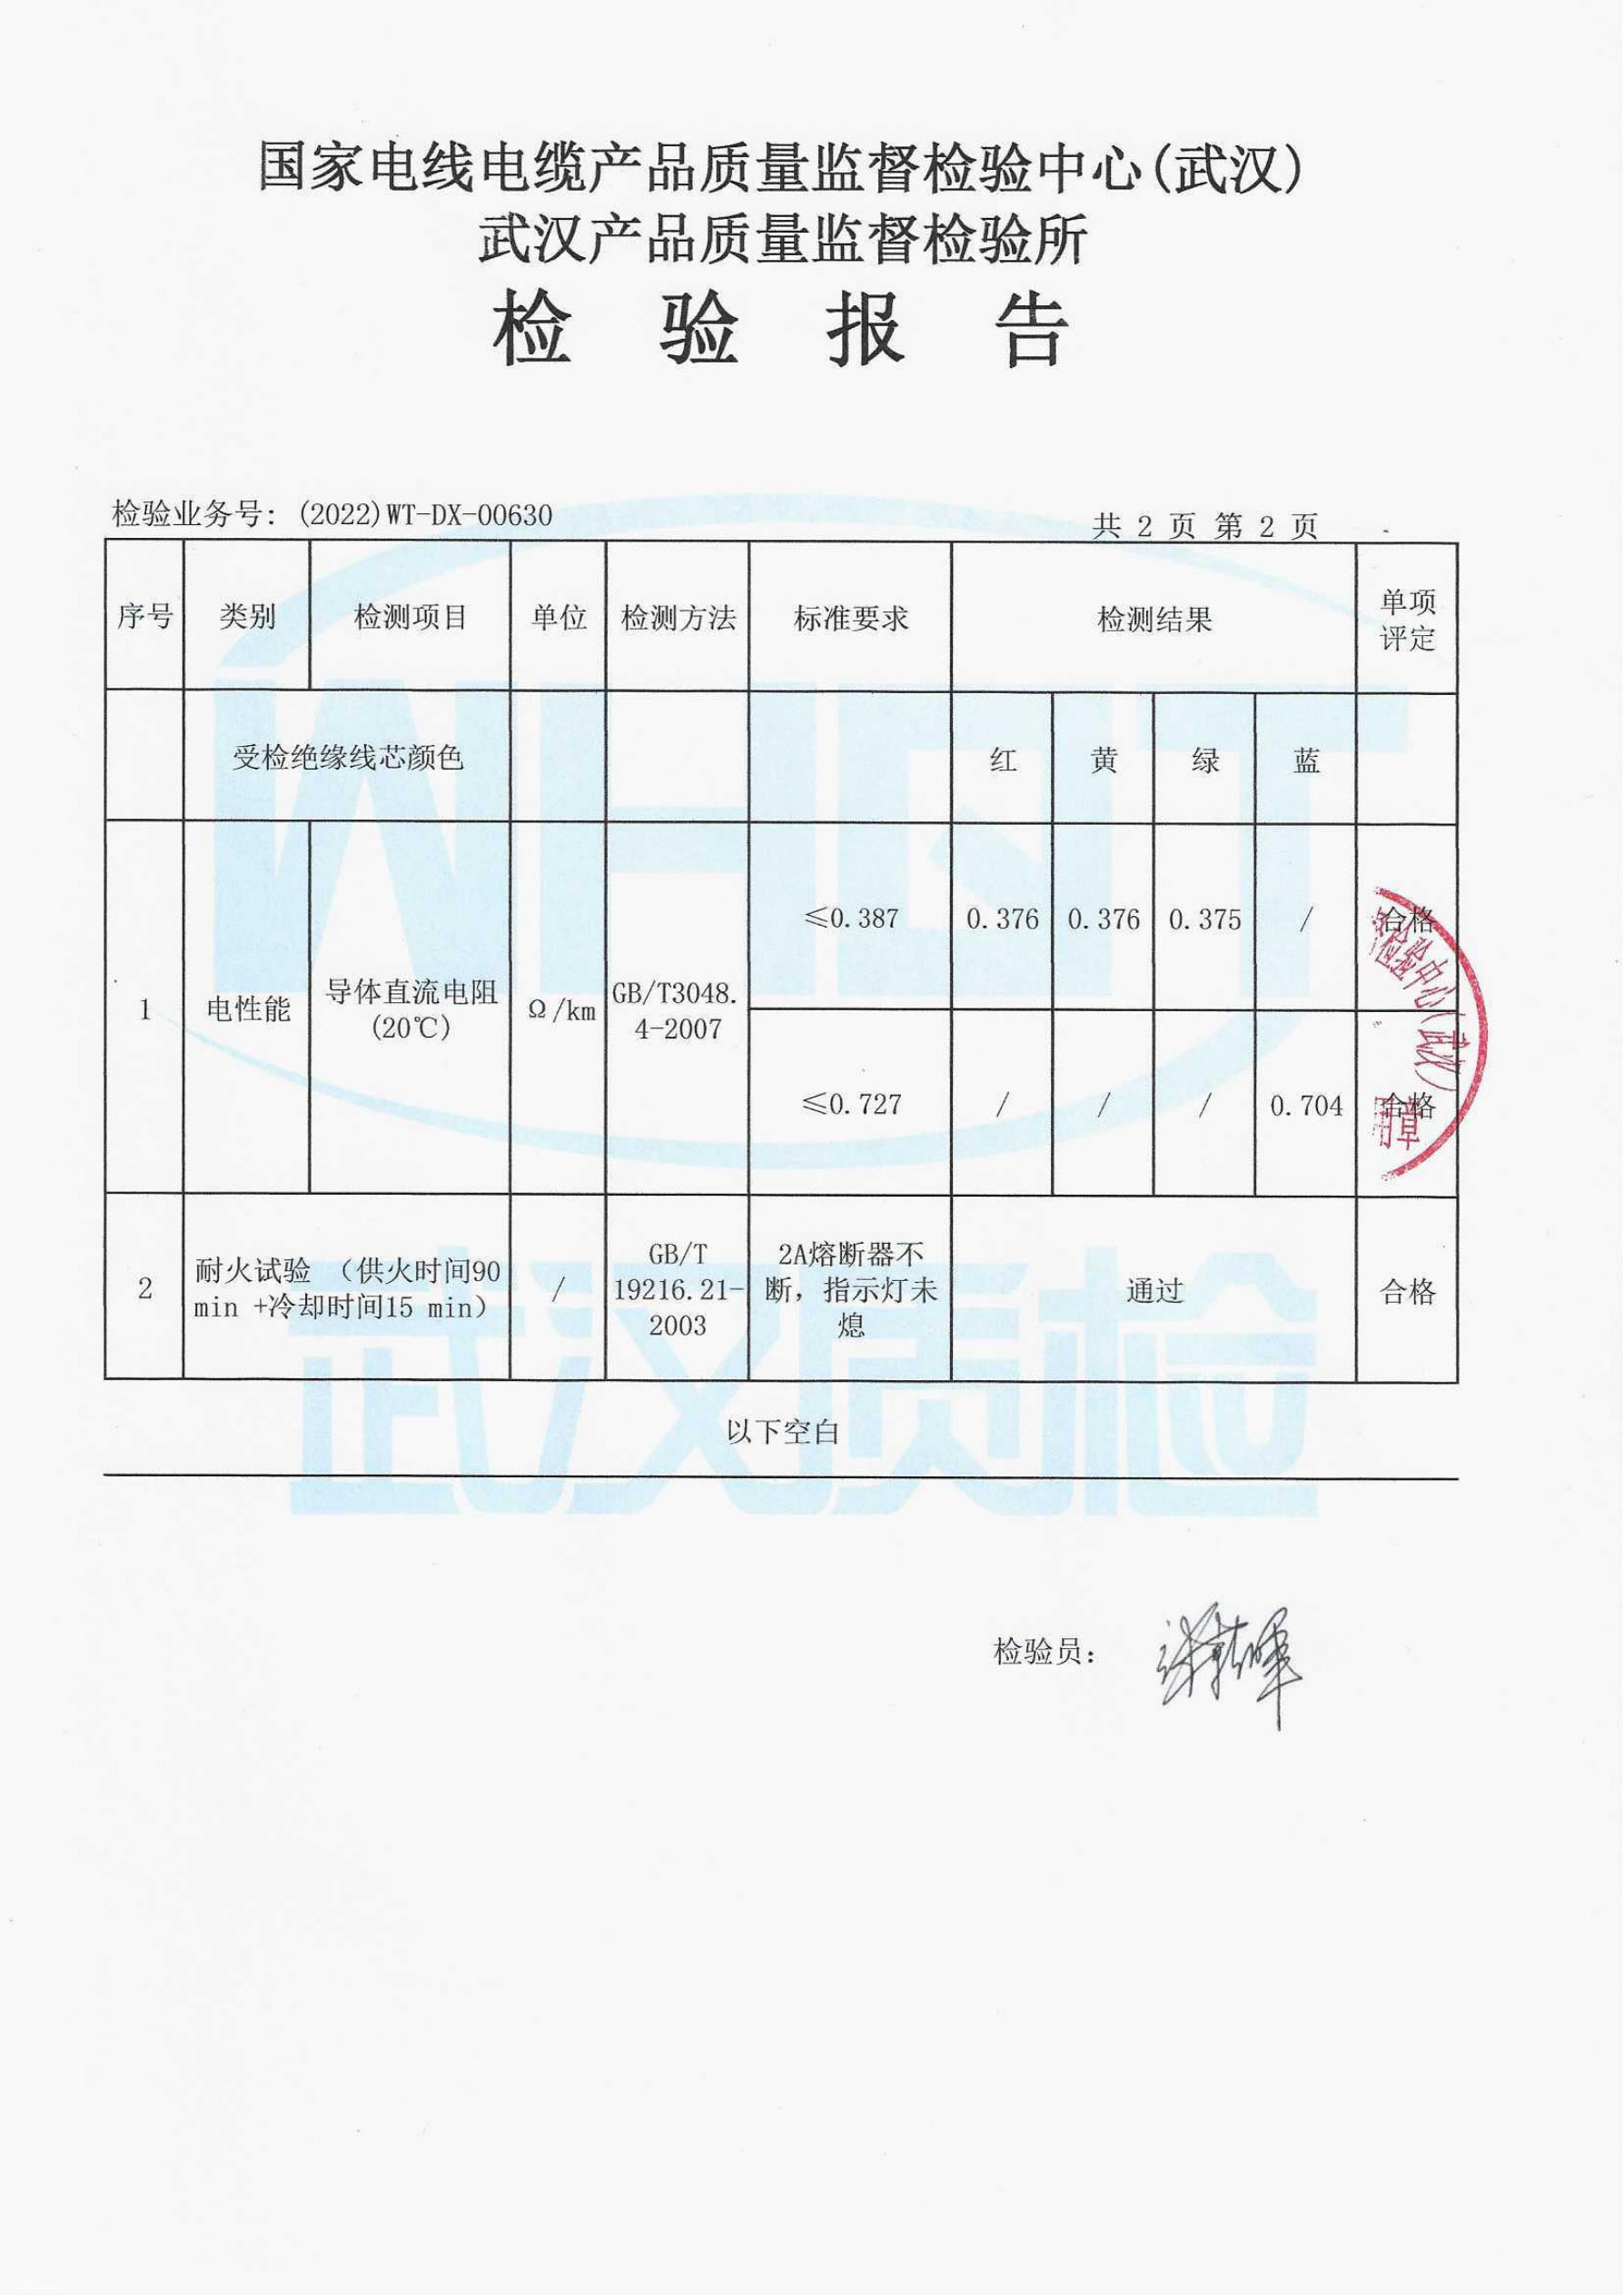 国家电线电缆产品质量监督检验中心(武汉)
武汉产品质量监督检验所
检 验 报 告
检验业务号: (2022)WT-DX-00630
共 2 页 第 2 页
序号 类别 检测项目 单位 检测方法 标准要求 检测结果 单项
评定
受检绝缘线芯颜色 红 黄 绿 蓝
1 电性能 导体直流电阻
(20℃)
Ω/km
GB/T3048.
4-2007
≤0.387 0.376 0.376 0.375 / 合格
≤0.727 / / / 0.704 合格
检验中心(武汉)
用章
2
耐火试验 （供火时间90
min +冷却时间15 min）
/
GB/T
19216.21-
2003
2A熔断器不
断，指示灯未
熄
通过
合格
以下空白
检验员:
WHQT
武汉质检